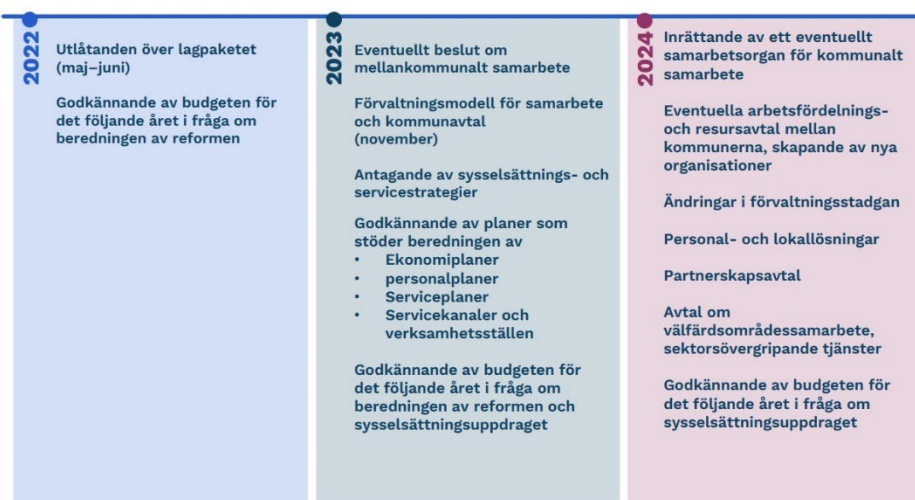 2022
Utlåtanden över lagpaketet
(maj–juni)
Godkännande av budgeten för
det följande året i fråga om
beredningen av reformen
2023
Eventuellt beslut om
mellankommunalt samarbete
Förvaltningsmodell för samarbete
och kommunavtal
(november)
Antagande av sysselsättnings- och
servicestrategier
Godkännande av planer som
stöder beredningen av
• Ekonomiplaner
• personalplaner
• Serviceplaner
• Servicekanaler och
verksamhetsställen
Godkännande av budgeten för
det följande året i fråga om
beredningen av reformen och
sysselsättningsuppdraget
2024
Inrättande av ett eventuellt
samarbetsorgan för kommunalt
samarbete
Eventuella arbetsfördelnings-
och resursavtal mellan
kommunerna, skapande av nya
organisationer
Ändringar i förvaltningsstadgan
Personal- och lokallösningar
Partnerskapsavtal
Avtal om
välfärdsområdessamarbete,
sektorsövergripande tjänster
Godkännande av budgeten för
det följande året i fråga om
sysselsättningsuppdraget